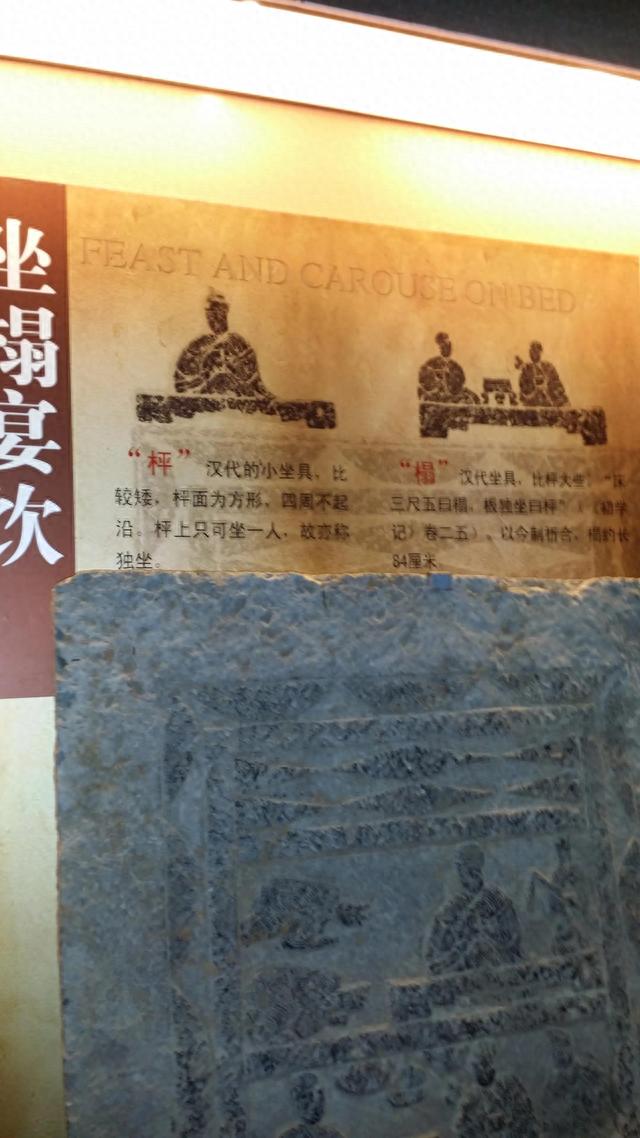 坐榻宴饮
FEAST AND CAROUSE ON BED
“枰” 汉代的小坐具，比
较矮，枰面为方形，四周不起
沿。枰上只可坐一人，故亦称
独坐。
“榻” 汉代坐具，比枰大些。“床
三尺五曰榻，板独坐曰枰”（《初学
记》卷二五）。以今制折合，榻约长
84厘米